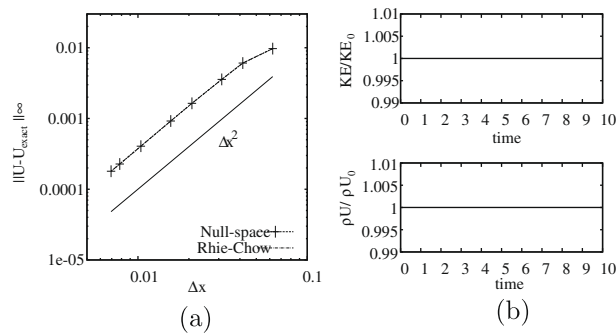 0.01
0.001
0.0001
1e-05
||U-U_exact||∞
Δx²
Null-space
Rhie-Chow
0.01
0.1
Δx
(a)
1.01
1.005
1
0.995
0.99
KE/KE₀
0 1 2 3 4 5 6 7 8 9 10
time
1.01
1.005
1
0.995
0.99
ρU/ρU₀
0 1 2 3 4 5 6 7 8 9 10
time
(b)